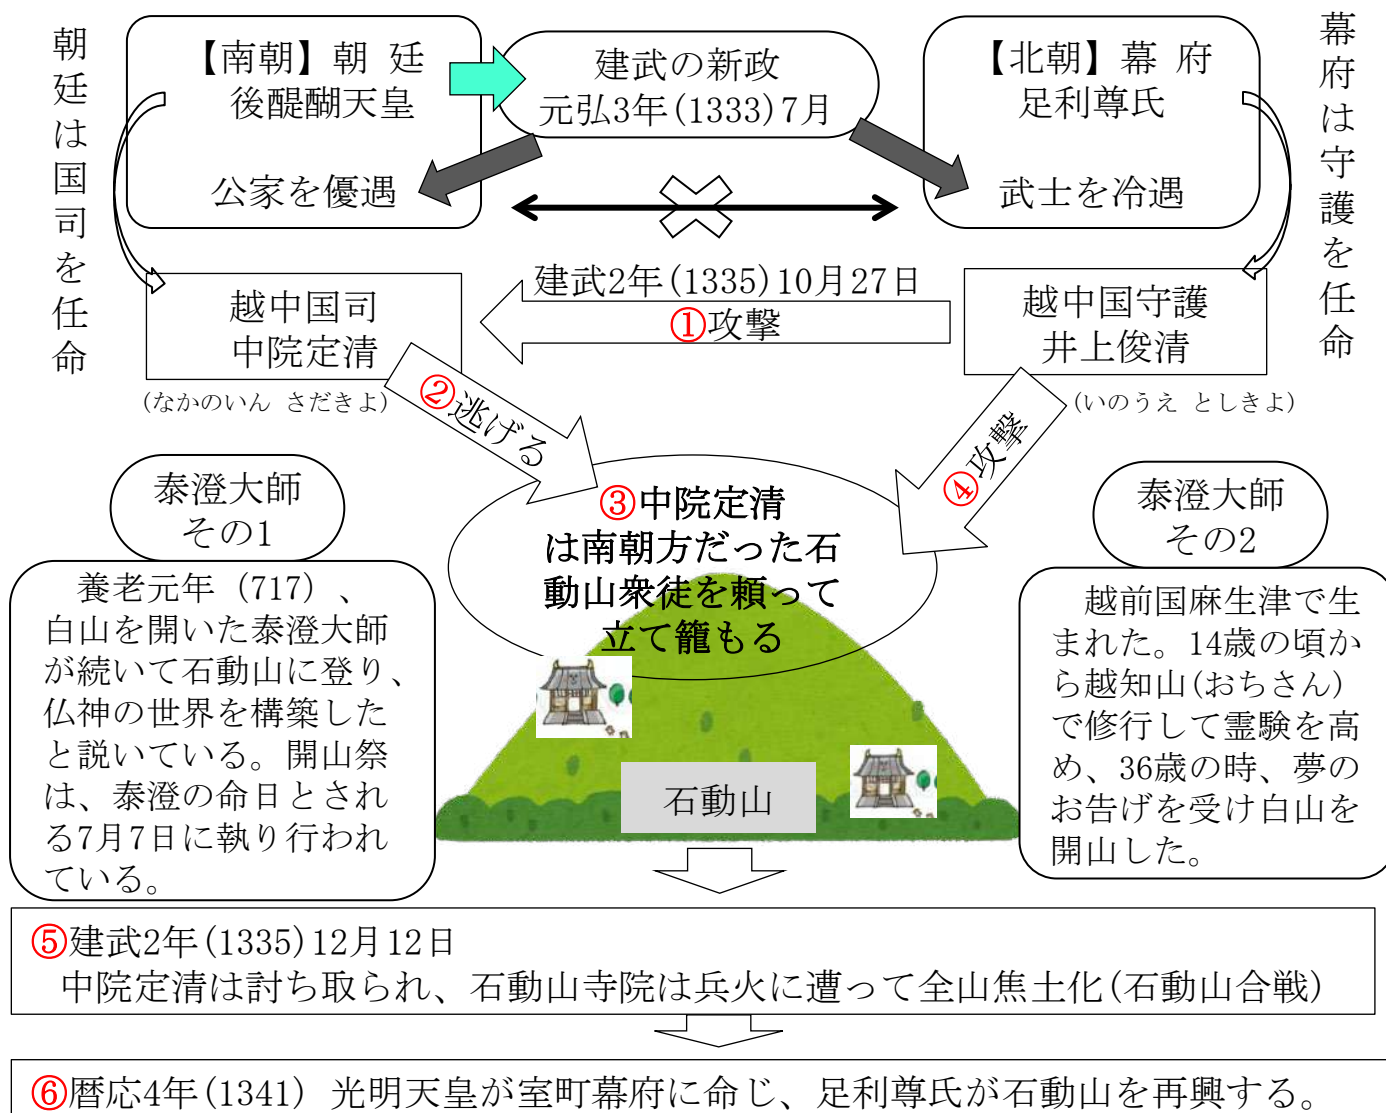 朝廷は国司を任命
【南朝】朝 廷
後醍醐天皇
公家を優遇
建武の新政
元弘3年(1333)7月
【北朝】幕 府
足利尊氏
武士を冷遇
幕府は守護を任命
越中国司
中院定清
(なかのいん さだきよ)
建武2年(1335)10月27日
①攻撃
越中国守護
井上俊清
(いのうえ としきよ)
②逃げる
④攻撃
③中院定清
は南朝方だった石
動山衆徒を頼って
立て籠もる
泰澄大師
その1
養老元年（717）、
白山を開いた泰澄大師
が続いて石動山に登り、
仏神の世界を構築した
と説いている。開山祭
は、泰澄の命日とされ
る7月7日に執り行われ
ている。
石動山
泰澄大師
その2
越前国麻生津で生
まれた。14歳の頃か
ら越知山(おちさん)
で修行して霊験を高
め、36歳の時、夢の
お告げを受け白山を
開山した。
⑤建武2年(1335)12月12日
中院定清は討ち取られ、石動山寺院は兵火に遭って全山焦土化(石動山合戦)
⑥暦応4年(1341) 光明天皇が室町幕府に命じ、足利尊氏が石動山を再興する。